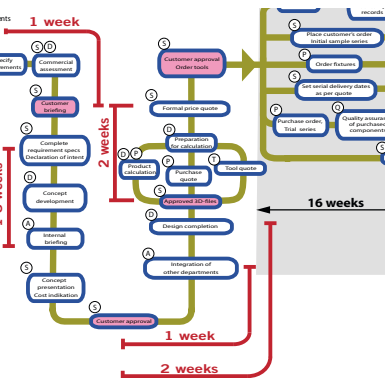 1 week
S
D
Commercial
assessment
S
Customer
briefing
S
Complete
requirement specs
Declaration of intent
D
Concept
development
A
Internal
briefing
S
Concept
presentation
Cost indikation
S
Customer approval
2 weeks
S
Customer approval
Order tools
S
Formal price quote
D
Preparation
for calculation
D
P
Product
calculation
P
Purchase
quote
T
Tool quote
S
Approved 3D-files
D
Design completion
A
Integration of
other departments
1 week
2 weeks
records
S
Place customer's order
Initial sample series
P
Order fixtures
S
Set serial delivery dates
as per quote
P
Purchase order,
Trial series
Q
Quality assuran
of purchased
component
S
16 weeks